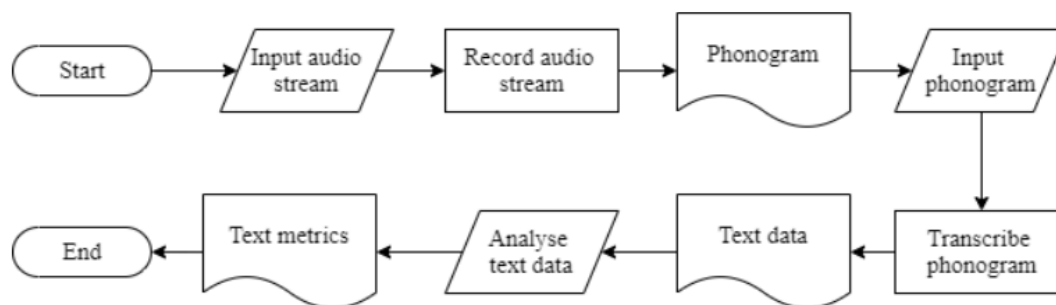 Start
Input audio
stream
Record audio
stream
Phonogram
Input
phonogram
Transcribe
phonogram
Text data
Analyse
text data
Text metrics
End